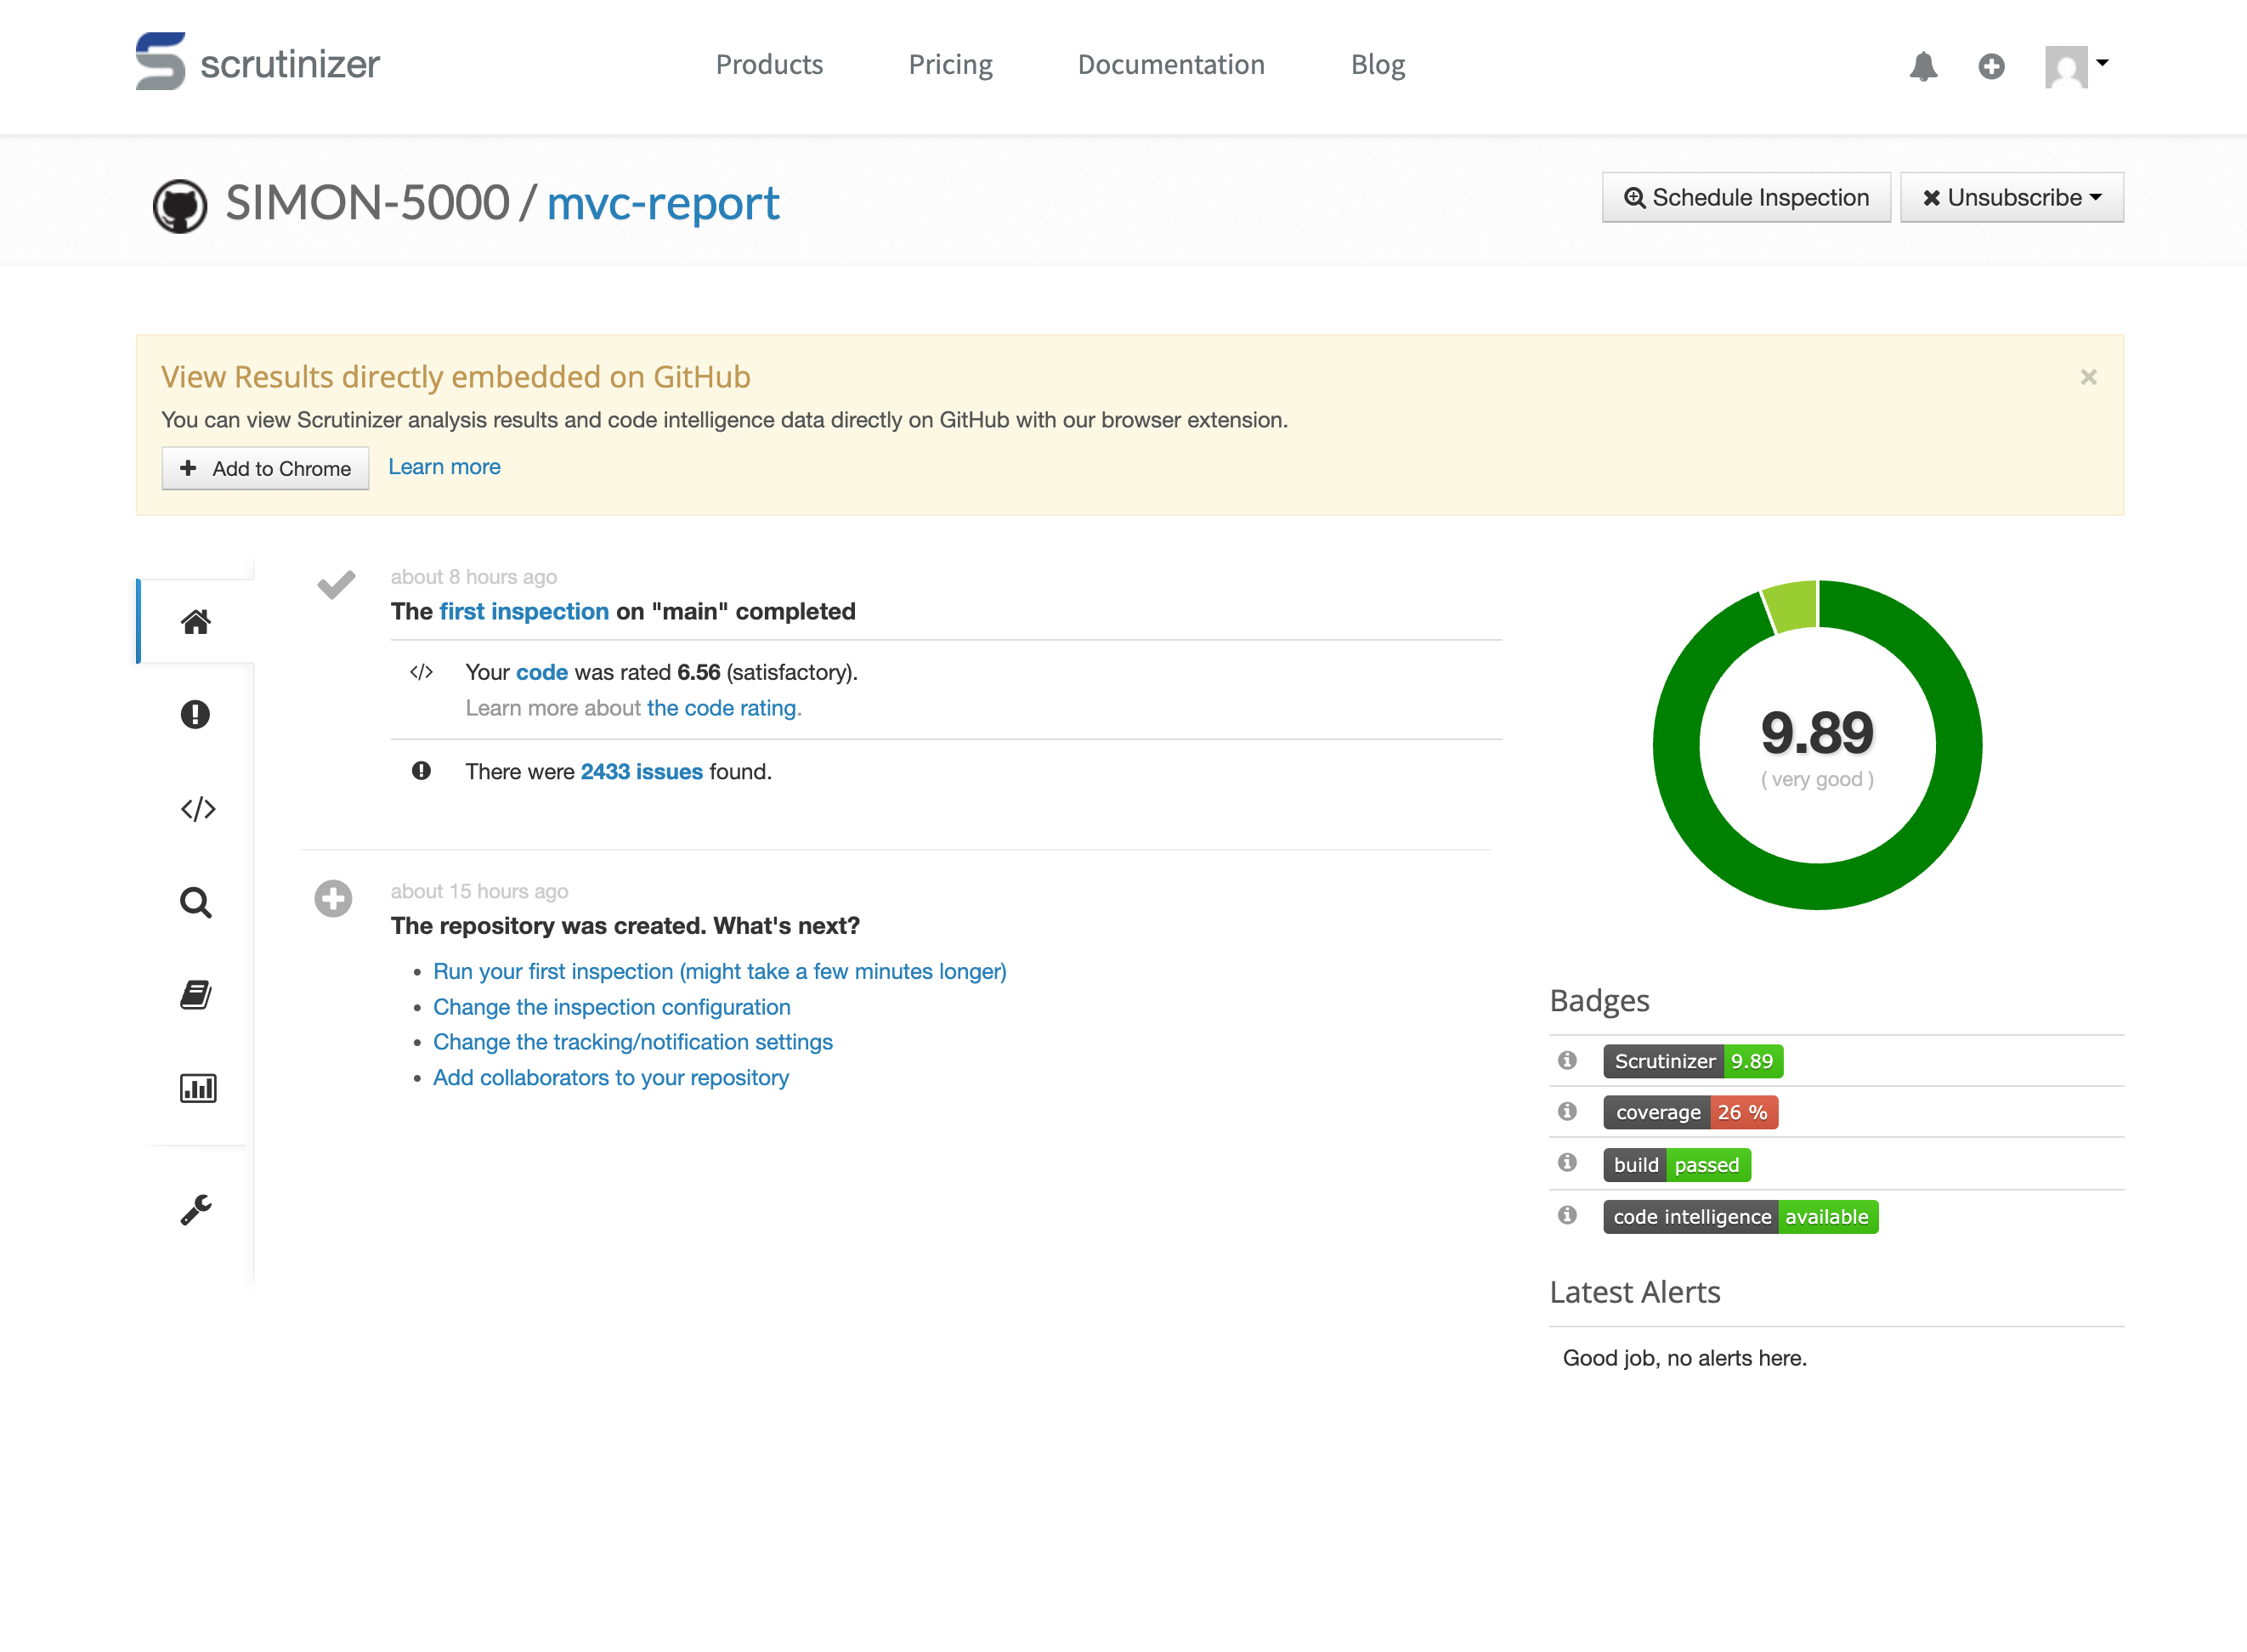 scrutinizer
Products
Pricing
Documentation
Blog
SIMON-5000 / mvc-report
Schedule Inspection
Unsubscribe
View Results directly embedded on GitHub
You can view Scrutinizer analysis results and code intelligence data directly on GitHub with our browser extension.
Add to Chrome
Learn more
about 8 hours ago
The first inspection on "main" completed
Your code was rated 6.56 (satisfactory).
Learn more about the code rating.
There were 2433 issues found.
about 15 hours ago
The repository was created. What's next?
Run your first inspection (might take a few minutes longer)
Change the inspection configuration
Change the tracking/notification settings
Add collaborators to your repository
9.89
( very good )
Badges
Scrutinizer 9.89
coverage 26 %
build passed
code intelligence available
Latest Alerts
Good job, no alerts here.